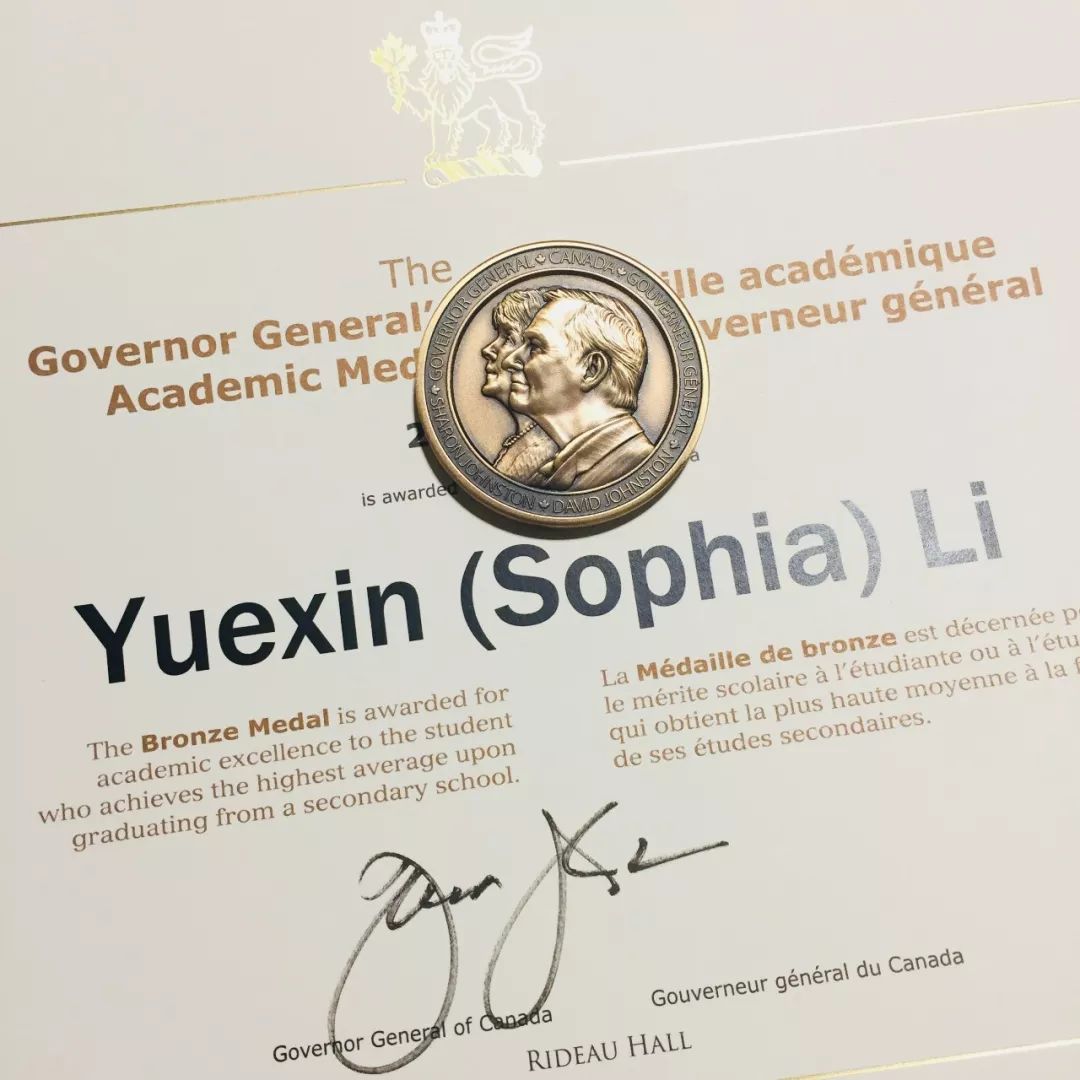 The
Governor General'
Academic Med
ille académique
verneur général
2
is awarded
a
GOVERNOR GENERAL CANADA GOUVERNEUR GÉNÉRAL
SHARON JOHNSTON DAVID JOHNSTON
Yuexin (Sophia) Li
The Bronze Medal is awarded for
academic excellence to the student
who achieves the highest average upon
graduating from a secondary school.
La Médaille de bronze est décernée p
le mérite scolaire à l'étudiante ou à l'étu
qui obtient la plus haute moyenne à la f
de ses études secondaires.
Governor General of Canada
Gouverneur général du Canada
RIDEAU HALL